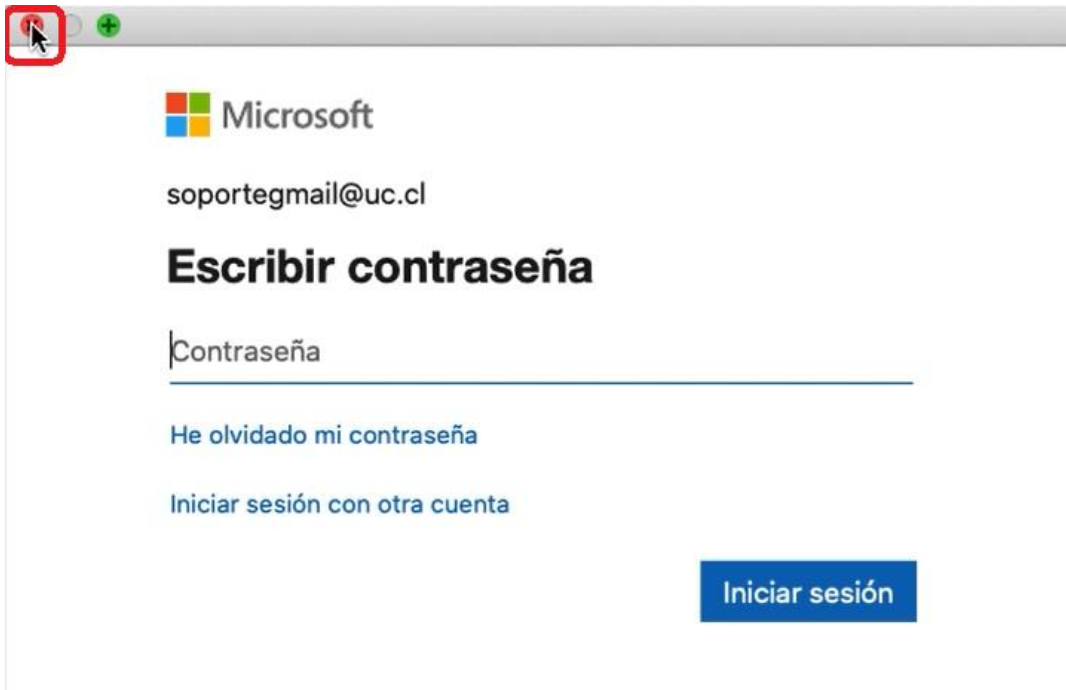 Microsoft
soportegmail@uc.cl
Escribir contraseña
Contraseña
He olvidado mi contraseña
Iniciar sesión con otra cuenta
Iniciar sesión